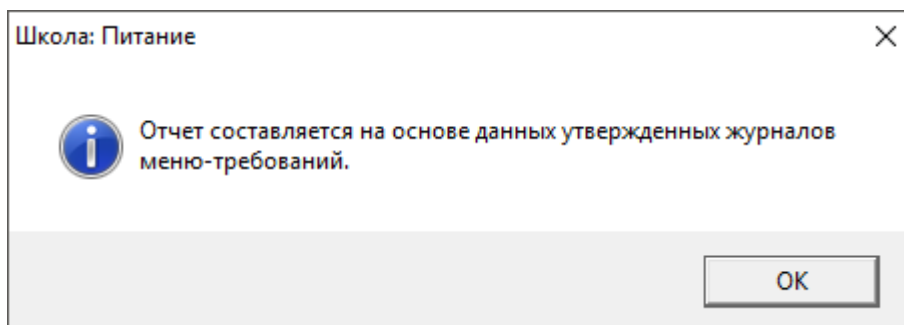 Школа: Питание
Отчет составляется на основе данных утвержденных журналов
меню-требований.
OK